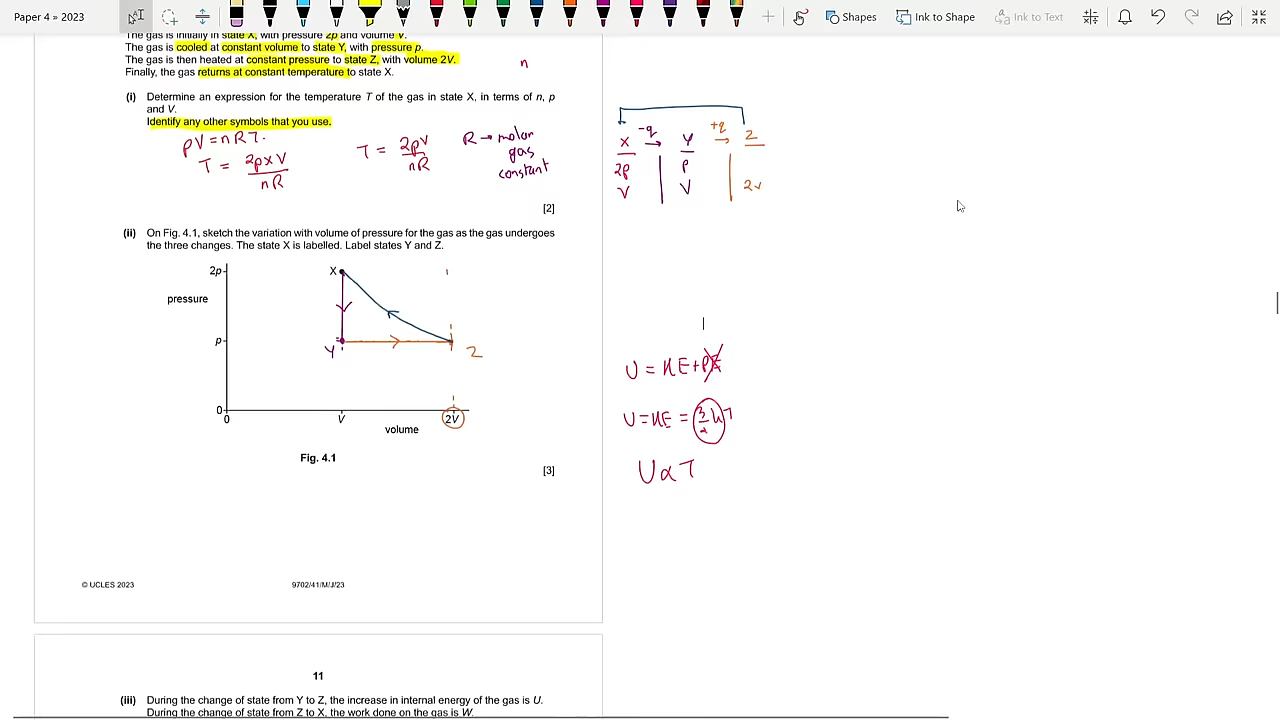 Paper 4 » 2023
Shapes
Ink to Shape
Ink to Text
The gas is initially in state X, with pressure 2p and volume V.
The gas is cooled at constant volume to state Y, with pressure p.
The gas is then heated at constant pressure to state Z, with volume 2V.
Finally, the gas returns at constant temperature to state X.
n
(i) Determine an expression for the temperature T of the gas in state X, in terms of n, p
and V.
Identify any other symbols that you use.
PV = nRT.
T = 2p x V / nR
T = 2pV / nR
R → molar
gas
constant
X -q → Y +q → Z
2P P
V V 2V
[2]
(ii) On Fig. 4.1, sketch the variation with volume of pressure for the gas as the gas undergoes
the three changes. The state X is labelled. Label states Y and Z.
2p
X
pressure
p
Y
Z
0
0
V
2V
volume
Fig. 4.1
[3]
U = KE + PE
U = KE = 3/2 kT
U ∝ T
© UCLES 2023
9702/41/M/J/23
11
(iii) During the change of state from Y to Z, the increase in internal energy of the gas is U.
During the change of state from Z to X, the work done on the gas is W.